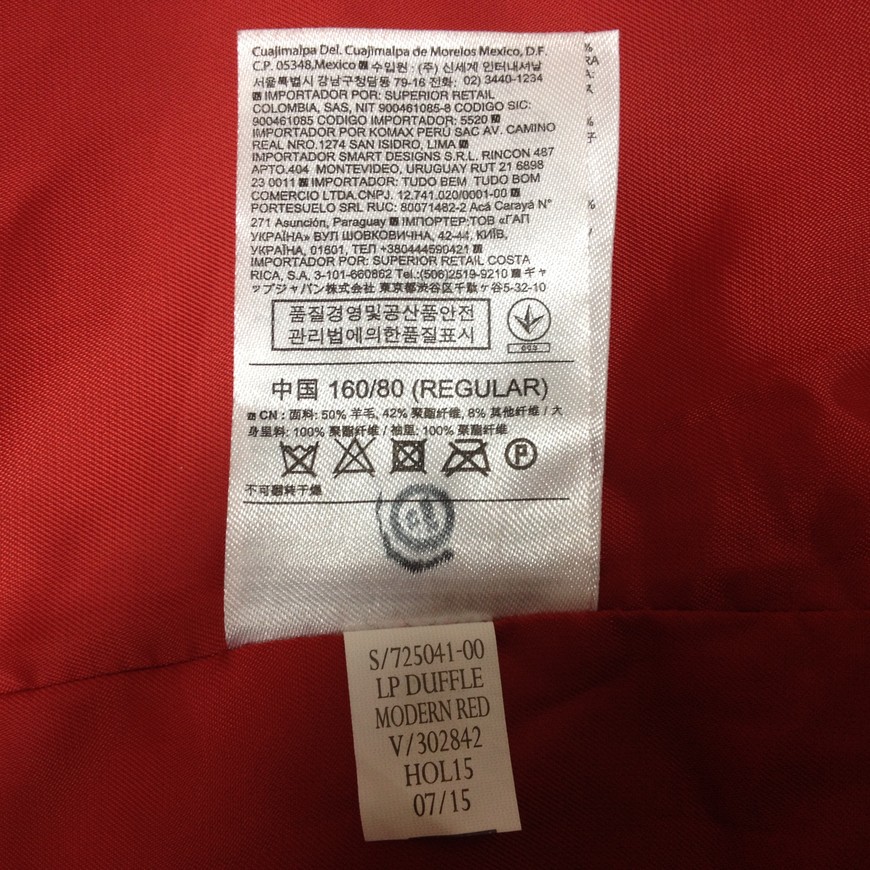 Cuajimalpa Del. Cuajimalpa de Morelos Mexico, D.F.
C.P. 05348,Mexico 수입원 : (주) 신세계 인터내셔날
서울특별시 강남구청담동 79-16 전화: 02) 3440-1234
IMPORTADOR POR: SUPERIOR RETAIL
COLOMBIA, SAS, NIT 900461085-8 CODIGO SIC:
900461085 CODIGO IMPORTADOR: 5520
IMPORTADOR POR KOMAX PERÚ SAC AV. CAMINO
REAL NRO.1274 SAN ISIDRO, LIMA
IMPORTADOR SMART DESIGNS S.R.L. RINCON 487
APTO.404 MONTEVIDEO, URUGUAY RUT 21 6898
23 0011 IMPORTADOR: TUDO BEM TUDO BOM
COMERCIO LTDA.CNPJ. 12.741.020/0001-00
PORTESUELO SRL RUC: 80071482-2 Acá Carayá N°
271 Asunción, Paraguay ІМПОРТЕР:ТОВ «ГАП
УКРАЇНА» ВУЛ ШОВКОВИЧНА, 42-44, КИЇВ,
УКРАЇНА, 01601, ТЕЛ +380444590421
IMPORTADOR POR: SUPERIOR RETAIL COSTA
RICA, S.A. 3-101-660862 Tel.:(506)2519-9210 ギャ
ップジャパン株式会社 東京都渋谷区千駄ヶ谷5-32-10
품질경영및공산품안전
관리법에의한품질표시
中国 160/80 (REGULAR)
CN : 面料: 50% 羊毛, 42% 聚酯纤维, 8% 其他纤维 / 大
身里料: 100% 聚酯纤维 / 袖里: 100% 聚酯纤维
P
不可翻转干燥
S/725041-00
LP DUFFLE
MODERN RED
V/302842
HOL15
07/15